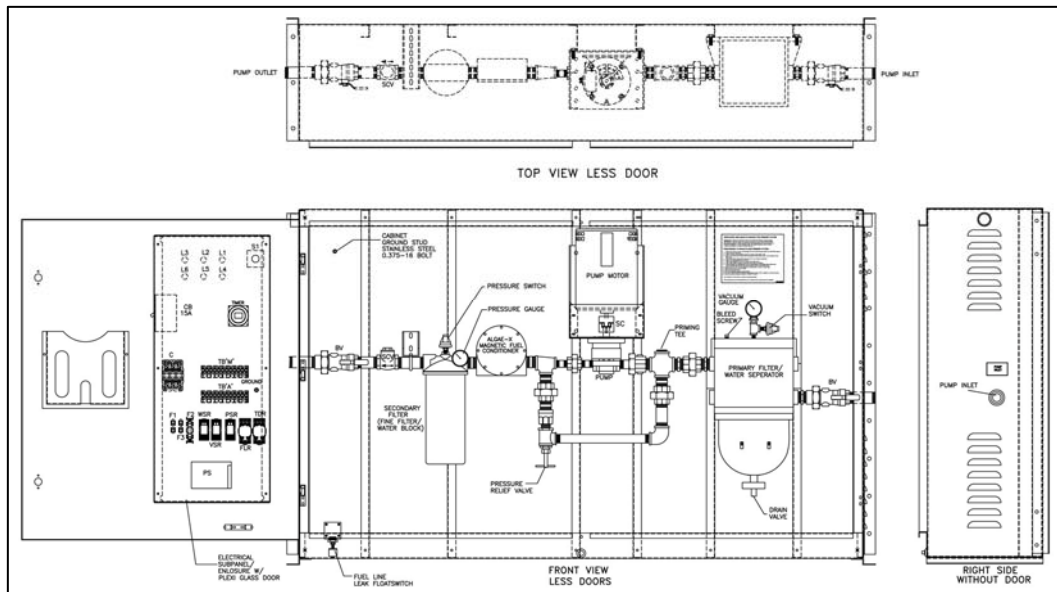 PUMP OUTLET
SCV
PUMP INLET
TOP VIEW LESS DOOR
CABINET
GROUND STUD
STAINLESS STEEL
0.375-16 BOLT
L3 L2 L1
L6 L5 L4
S1
CB
15A
TIMER
C
TB"M"
TB"A"
GROUND
F1
F2
F3
WSR
VSR
PSR
FLR
TDR
PS
ELECTRICAL
SUBPANEL/
ENLOSURE W/
PLEXI GLASS DOOR
FUEL LINE
LEAK FLOATSWITCH
BV
SCV
PRESSURE SWITCH
PRESSURE GAUGE
ALGAE-X
MAGNETIC FUEL
CONDITIONER
SECONDARY
FILTER
(FINE FILTER/
WATER BLOCK)
PRESSURE
RELIEF VALVE
PUMP MOTOR
SC
PUMP
PRIMING
TEE
VACUUM
GAUGE
BLEED
SCREW
VACUUM
SWITCH
PRIMARY FILTER/
WATER SEPERATOR
BV
DRAIN
VALVE
FRONT VIEW
LESS DOORS
PUMP INLET
RIGHT SIDE
WITHOUT DOOR